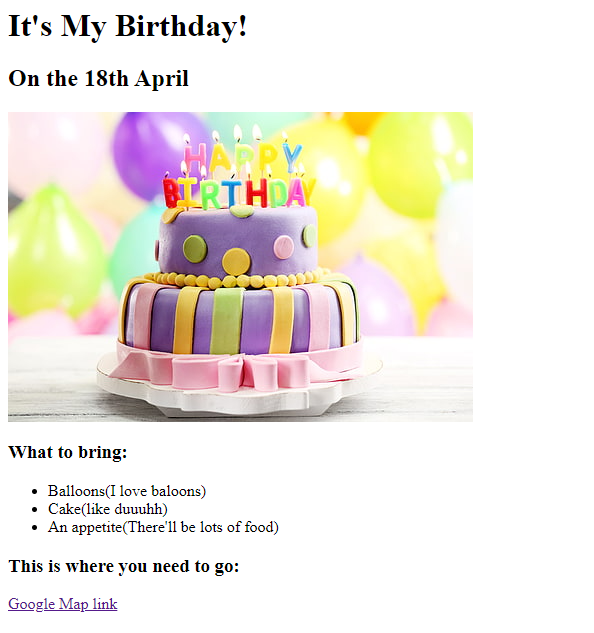 It's My Birthday!
On the 18th April
HAPPY
BIRTHDAY
What to bring:
Balloons(I love baloons)
Cake(like duuuhh)
An appetite(There'll be lots of food)
This is where you need to go:
Google Map link